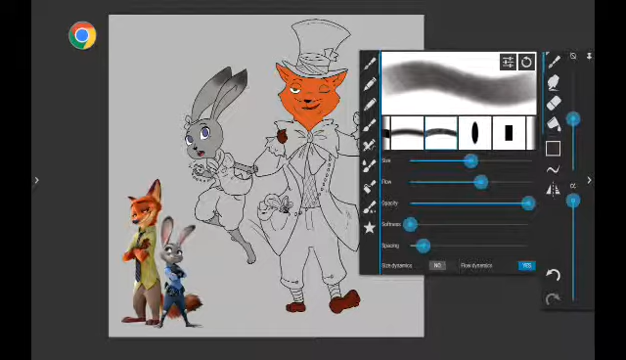 Size
Flow
Opacity
Softness
Spacing
Size dynamics NO Flow dynamics YES